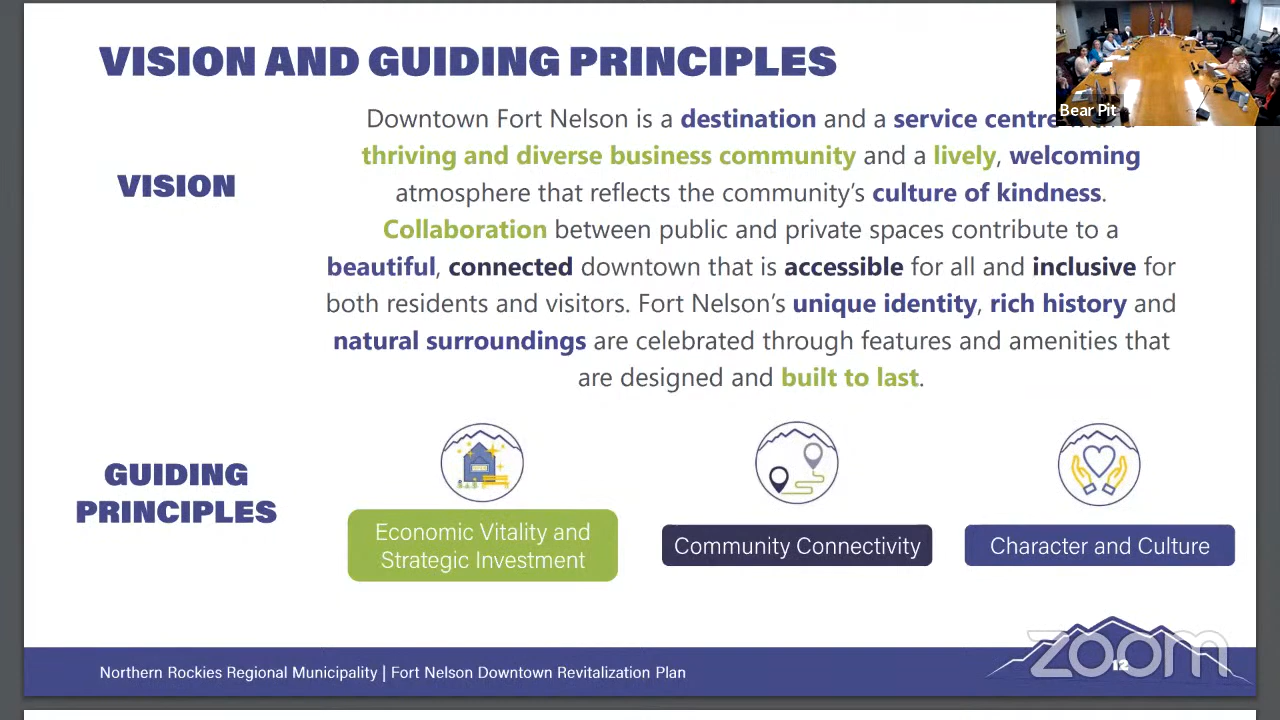 VISION AND GUIDING PRINCIPLES
Bear Pit
VISION
Downtown Fort Nelson is a destination and a service centre
thriving and diverse business community and a lively, welcoming
atmosphere that reflects the community's culture of kindness.
Collaboration between public and private spaces contribute to a
beautiful, connected downtown that is accessible for all and inclusive for
both residents and visitors. Fort Nelson's unique identity, rich history and
natural surroundings are celebrated through features and amenities that
are designed and built to last.
GUIDING
PRINCIPLES
Economic Vitality and
Strategic Investment
Community Connectivity
Character and Culture
Northern Rockies Regional Municipality | Fort Nelson Downtown Revitalization Plan
12
zoom